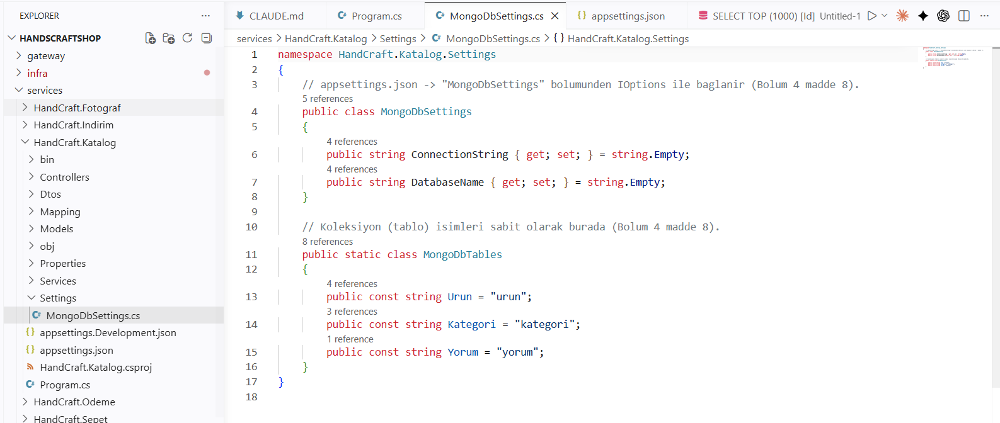 EXPLORER
HANDSCRAFTSHOP
gateway
infra
services
HandCraft.Fotograf
HandCraft.Indirim
HandCraft.Katalog
bin
Controllers
Dtos
Mapping
Models
obj
Properties
Services
Settings
MongoDbSettings.cs
appsettings.Development.json
appsettings.json
HandCraft.Katalog.csproj
Program.cs
HandCraft.Odeme
HandCraft.Sepet
CLAUDE.md
Program.cs
MongoDbSettings.cs
appsettings.json
SELECT TOP (1000) [Id] Untitled-1
services > HandCraft.Katalog > Settings > MongoDbSettings.cs > {} HandCraft.Katalog.Settings
1 namespace HandCraft.Katalog.Settings
2 {
3 // appsettings.json -> "MongoDbSettings" bolumunden IOptions ile baglanir (Bolum 4 madde 8).
5 references
4 public class MongoDbSettings
5 {
4 references
6 public string ConnectionString { get; set; } = string.Empty;
4 references
7 public string DatabaseName { get; set; } = string.Empty;
8 }
9
10 // Koleksiyon (tablo) isimleri sabit olarak burada (Bolum 4 madde 8).
8 references
11 public static class MongoDbTables
12 {
4 references
13 public const string Urun = "urun";
3 references
14 public const string Kategori = "kategori";
1 reference
15 public const string Yorum = "yorum";
16 }
17 }
18